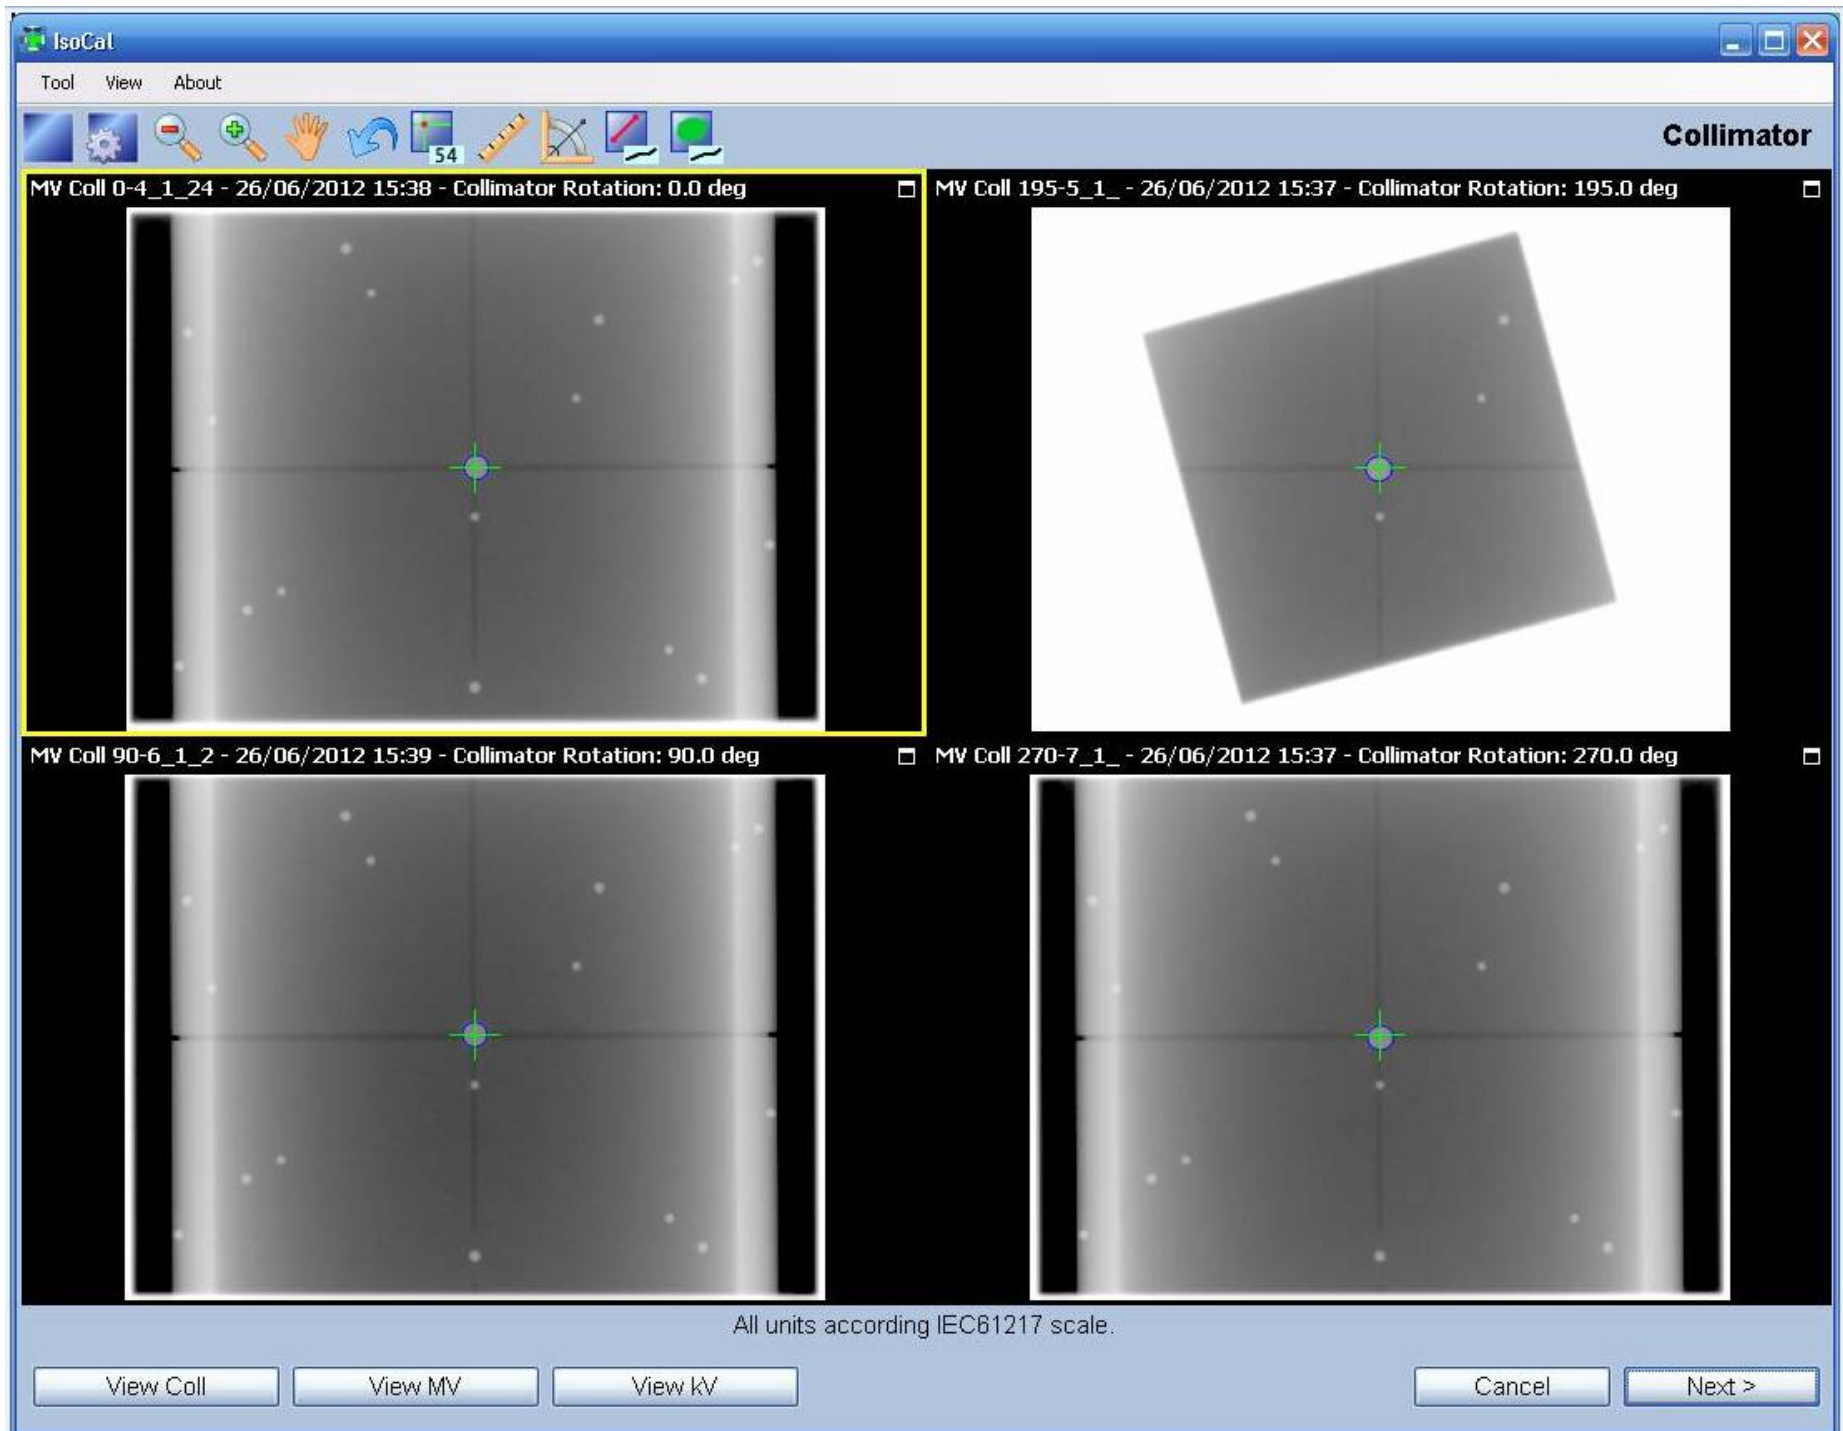 IsoCal
Tool View About
54
Collimator
MV Coll 0-4_1_24 - 26/06/2012 15:38 - Collimator Rotation: 0.0 deg
MV Coll 195-5_1_ - 26/06/2012 15:37 - Collimator Rotation: 195.0 deg
MV Coll 90-6_1_2 - 26/06/2012 15:39 - Collimator Rotation: 90.0 deg
MV Coll 270-7_1_ - 26/06/2012 15:37 - Collimator Rotation: 270.0 deg
All units according IEC61217 scale.
View Coll View MV View kV Cancel Next >